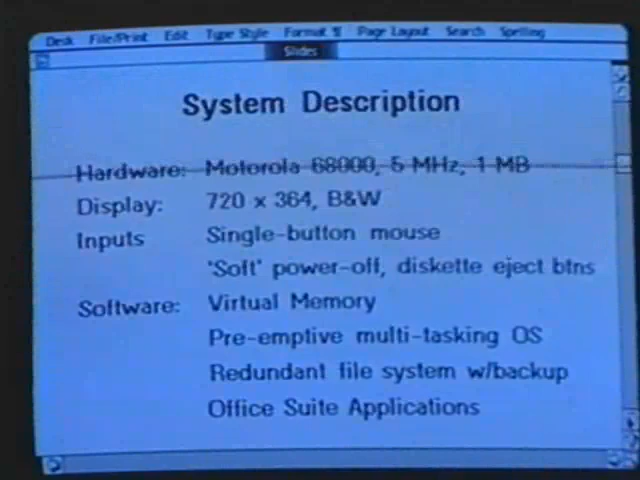 Desk File/Print Edit Type Style Format ¶ Page Layout Search Spelling
Slides
System Description
Hardware: Motorola 68000, 5 MHz, 1 MB
Display: 720 x 364, B&W
Inputs Single-button mouse
'Soft' power-off, diskette eject btns
Software: Virtual Memory
Pre-emptive multi-tasking OS
Redundant file system w/backup
Office Suite Applications